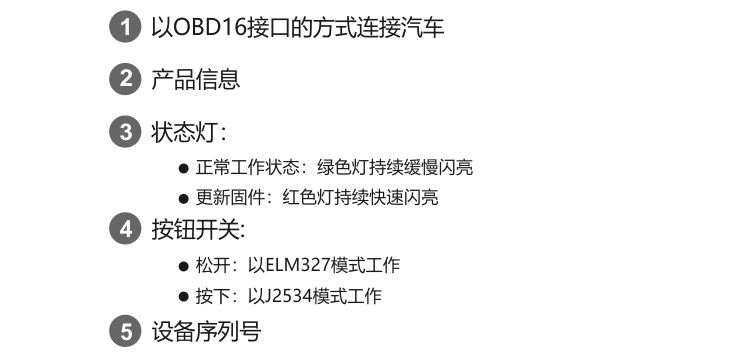 1 以OBD16接口的方式连接汽车
2 产品信息
3 状态灯：
● 正常工作状态：绿色灯持续缓慢闪亮
● 更新固件：红色灯持续快速闪亮
4 按钮开关:
● 松开：以ELM327模式工作
● 按下：以J2534模式工作
5 设备序列号